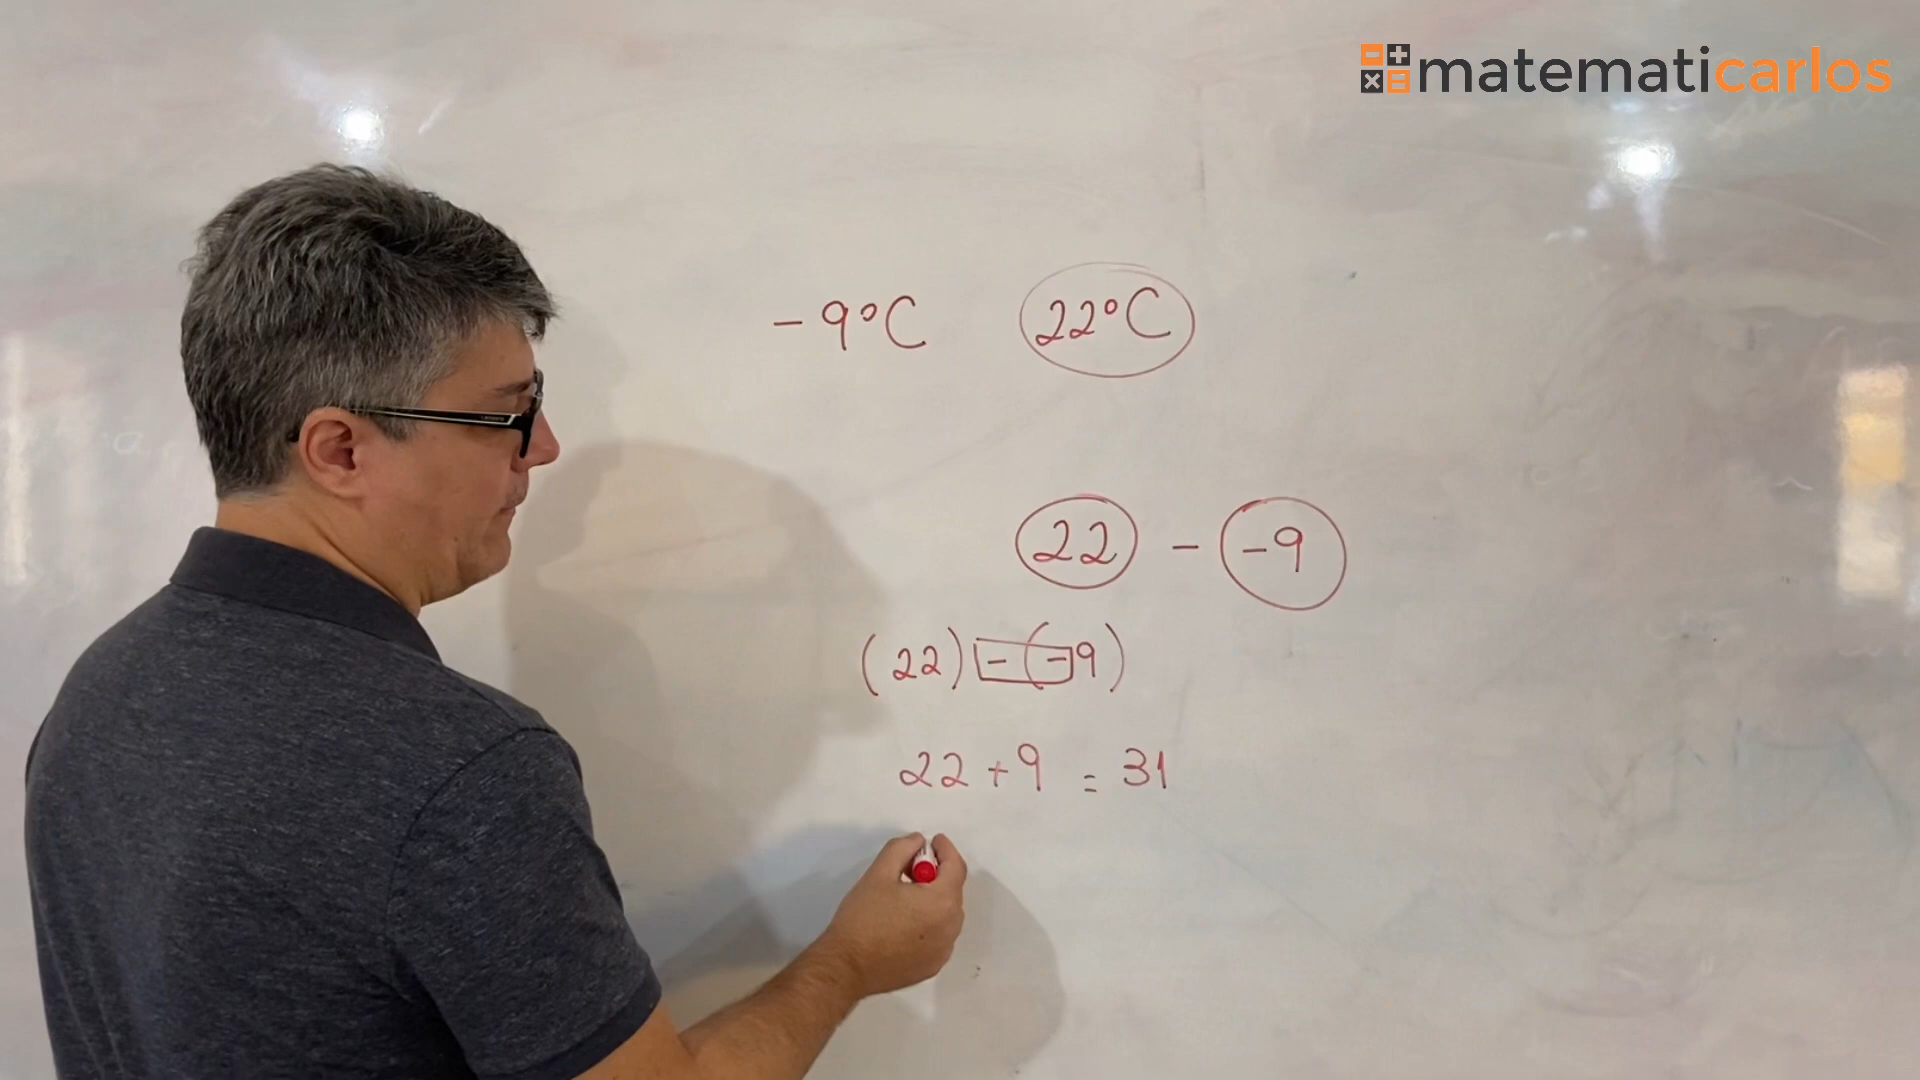 matematicarlos
-9°C 22°C
22 - -9
(22) - (-9)
22 + 9 = 31